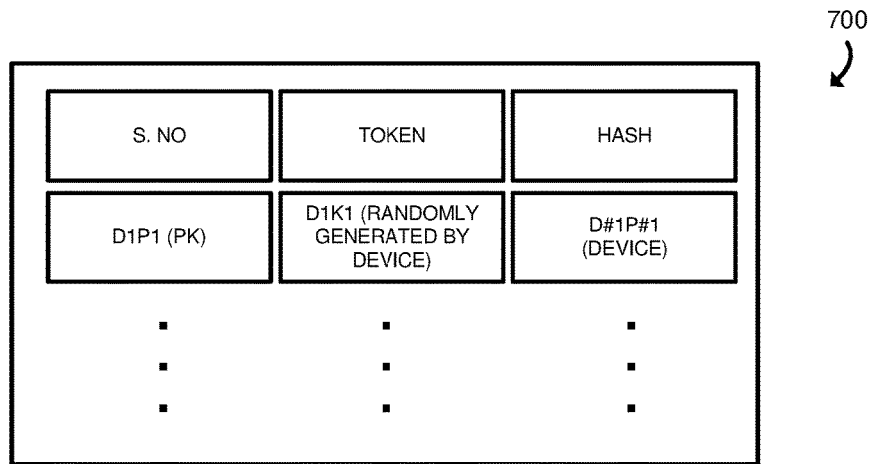 700
S. NO
TOKEN
HASH
D1P1 (PK)
D1K1 (RANDOMLY
GENERATED BY
DEVICE)
D#1P#1
(DEVICE)